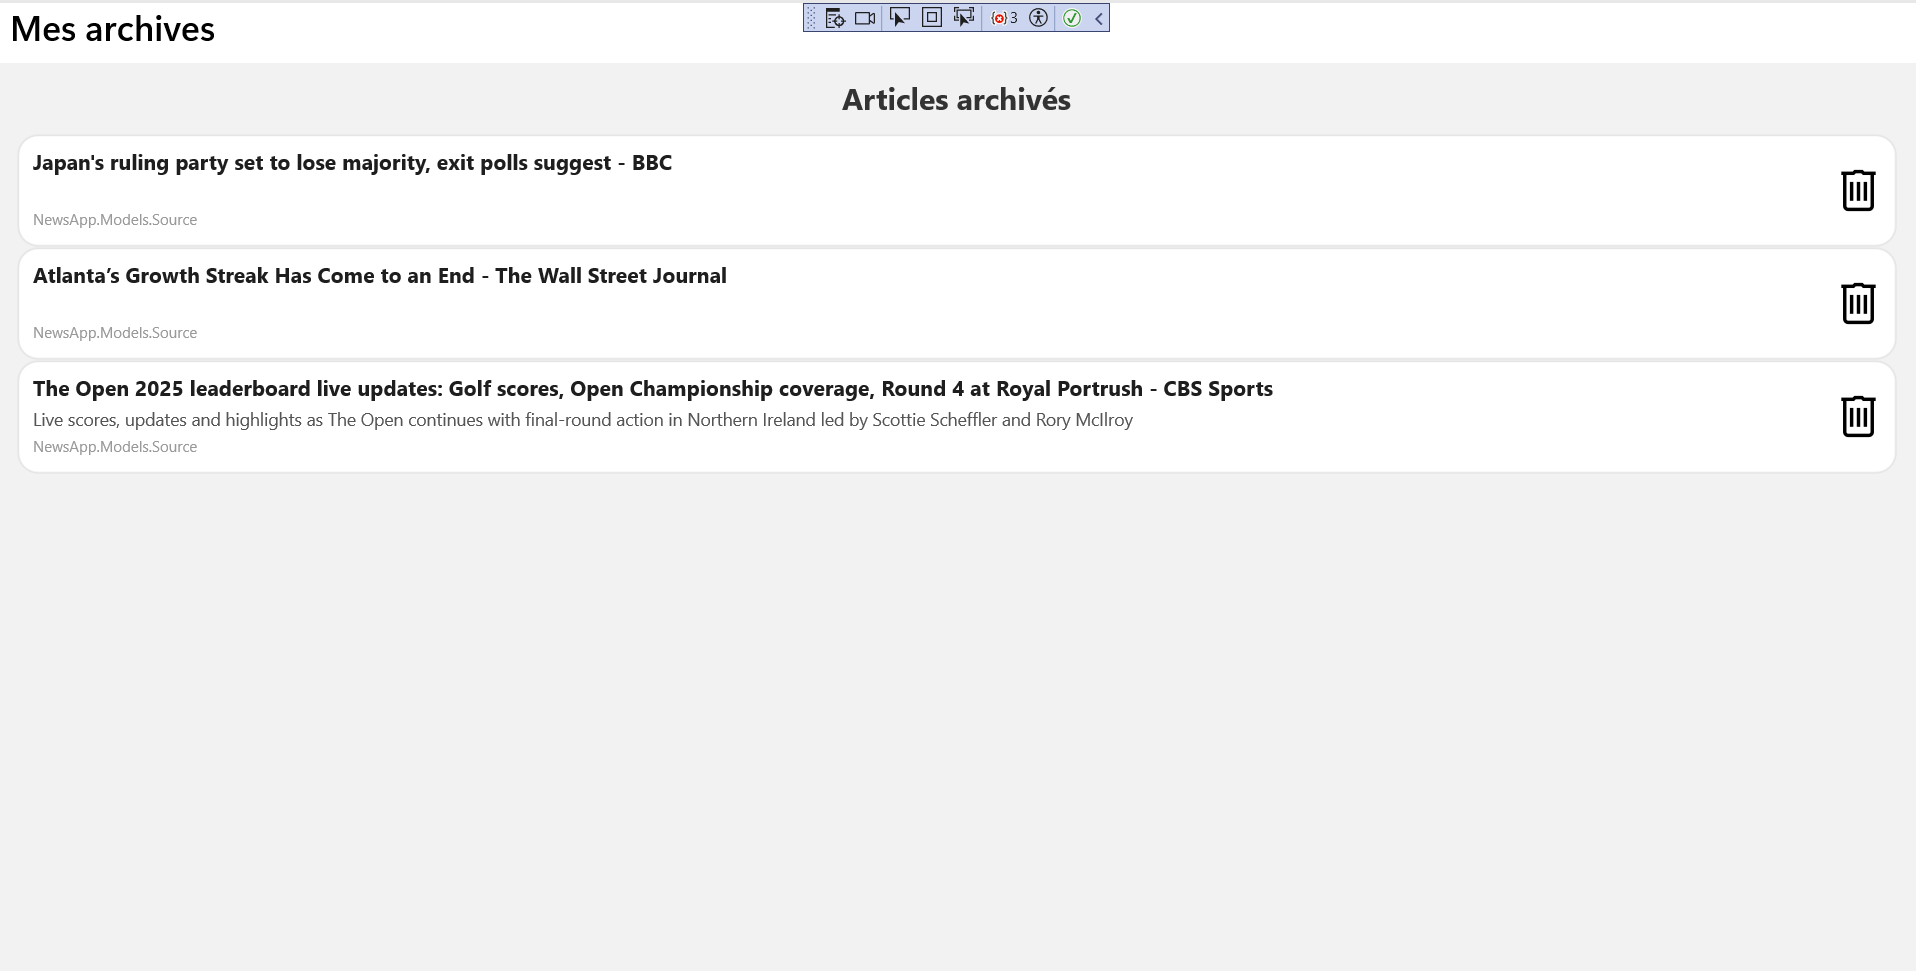 Mes archives
3
Articles archivés
Japan's ruling party set to lose majority, exit polls suggest - BBC
NewsApp.Models.Source
Atlanta’s Growth Streak Has Come to an End - The Wall Street Journal
NewsApp.Models.Source
The Open 2025 leaderboard live updates: Golf scores, Open Championship coverage, Round 4 at Royal Portrush - CBS Sports
Live scores, updates and highlights as The Open continues with final-round action in Northern Ireland led by Scottie Scheffler and Rory McIlroy
NewsApp.Models.Source